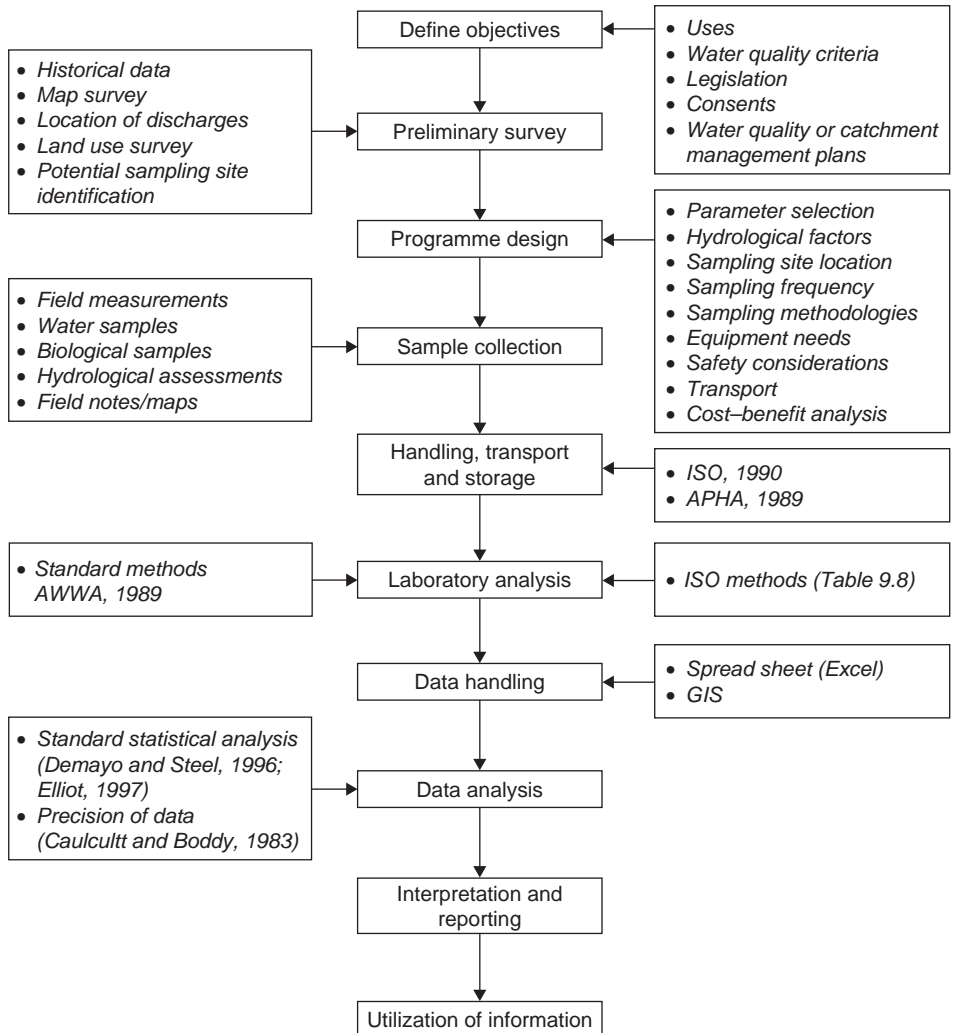 Define objectives
• Uses
• Water quality criteria
• Legislation
• Consents
• Water quality or catchment
management plans
• Historical data
• Map survey
• Location of discharges
• Land use survey
• Potential sampling site
identification
Preliminary survey
Programme design
• Parameter selection
• Hydrological factors
• Sampling site location
• Sampling frequency
• Sampling methodologies
• Equipment needs
• Safety considerations
• Transport
• Cost–benefit analysis
• Field measurements
• Water samples
• Biological samples
• Hydrological assessments
• Field notes/maps
Sample collection
Handling, transport
and storage
• ISO, 1990
• APHA, 1989
• Standard methods
AWWA, 1989
Laboratory analysis
• ISO methods (Table 9.8)
Data handling
• Spread sheet (Excel)
• GIS
• Standard statistical analysis
(Demayo and Steel, 1996;
Elliot, 1997)
• Precision of data
(Caulcultt and Boddy, 1983)
Data analysis
Interpretation and
reporting
Utilization of information